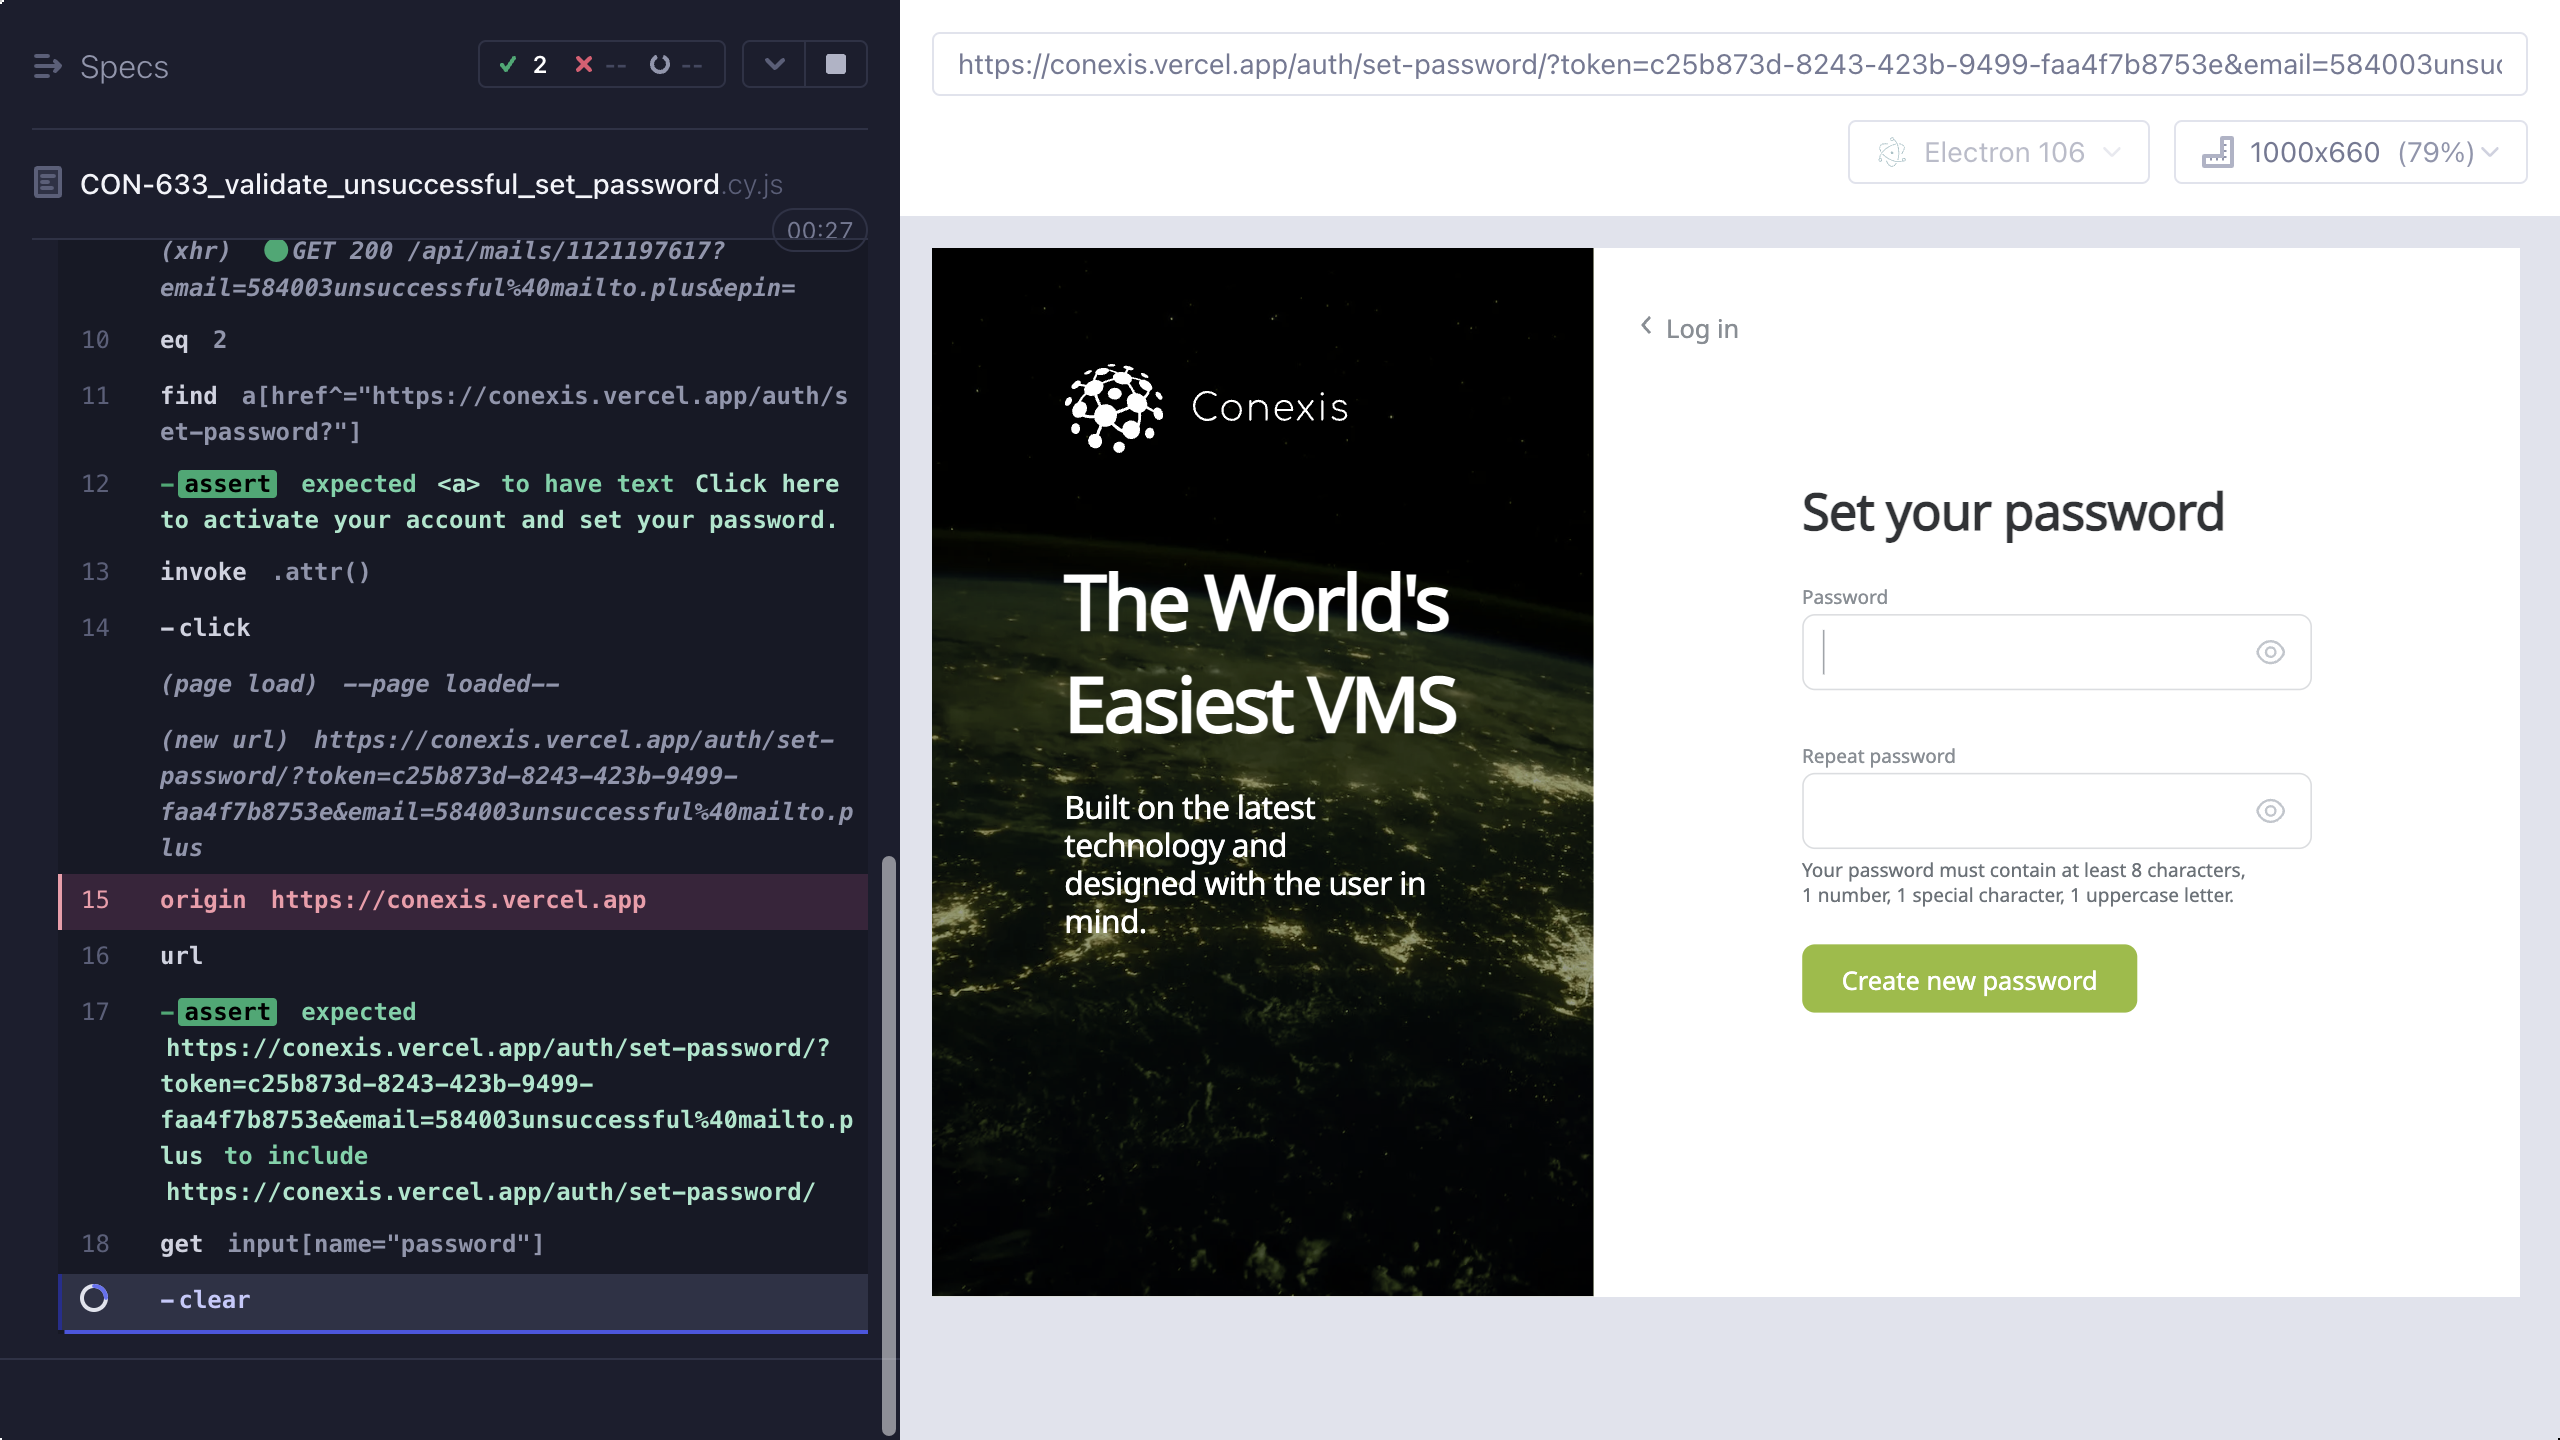 Specs
2
--
--
CON-633_validate_unsuccessful_set_password.cy.js
00:27
(xhr) GET 200 /api/mails/1121197617?
email=584003unsuccessful%40mailto.plus&epin=
10 eq 2
11 find a[href^="https://conexis.vercel.app/auth/s
et-password?"]
12 -assert expected <a> to have text Click here
to activate your account and set your password.
13 invoke .attr()
14 -click
(page load) --page loaded--
(new url) https://conexis.vercel.app/auth/set-
password/?token=c25b873d-8243-423b-9499-
faa4f7b8753e&email=584003unsuccessful%40mailto.p
lus
15 origin https://conexis.vercel.app
16 url
17 -assert expected
https://conexis.vercel.app/auth/set-password/?
token=c25b873d-8243-423b-9499-
faa4f7b8753e&email=584003unsuccessful%40mailto.p
lus to include
https://conexis.vercel.app/auth/set-password/
18 get input[name="password"]
-clear
https://conexis.vercel.app/auth/set-password/?token=c25b873d-8243-423b-9499-faa4f7b8753e&email=584003unsuc
Electron 106
1000x660 (79%)
Conexis
The World's
Easiest VMS
Built on the latest
technology and
designed with the user in
mind.
Log in
Set your password
Password
Repeat password
Your password must contain at least 8 characters,
1 number, 1 special character, 1 uppercase letter.
Create new password